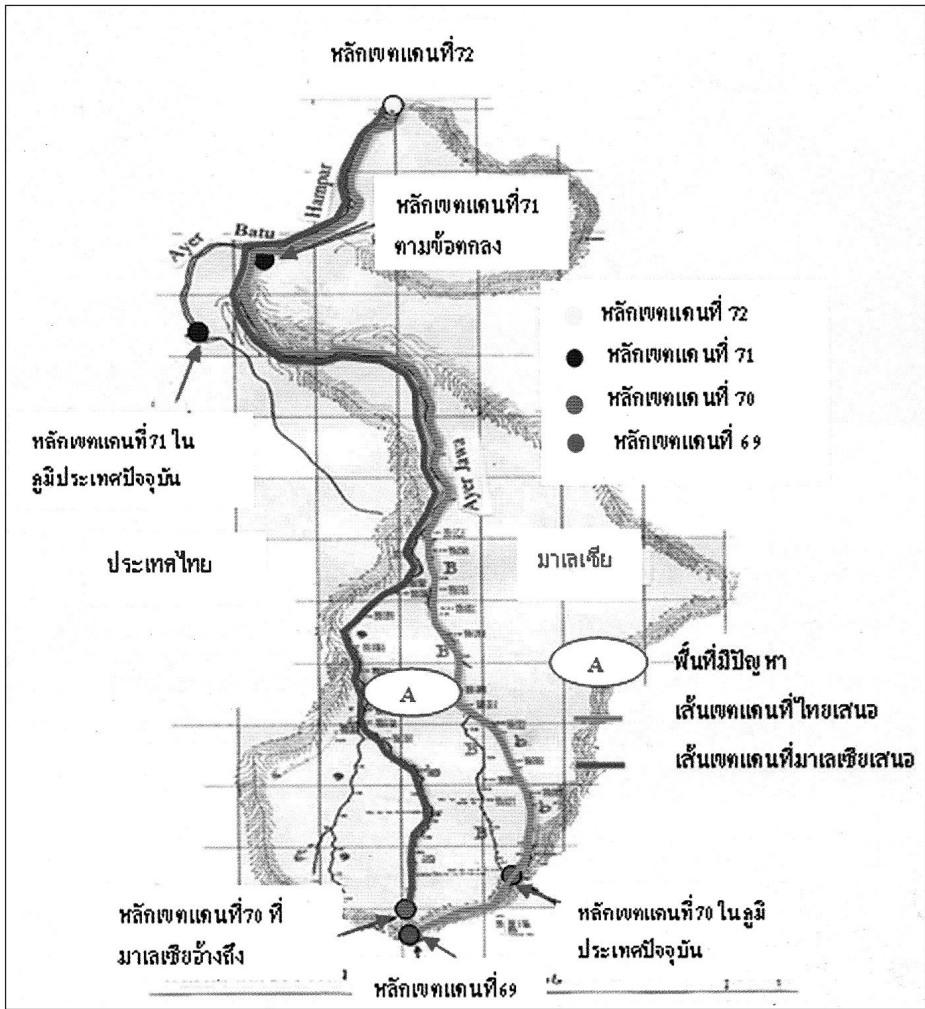 หลักเขตแดนที่72
Hampar
หลักเขตแดนที่71
ตามข้อตกลง
Ayer
Batu
หลักเขตแดนที่ 72
หลักเขตแดนที่ 71
หลักเขตแดนที่ 70
หลักเขตแดนที่ 69
หลักเขตแดนที่71 ใน
ภูมิประเทศปัจจุบัน
Ayer Jawa
ประเทศไทย
มาเลเซีย
B
B
A
A
พื้นที่มีปัญหา
เส้นเขตแดนที่ไทยเสนอ
เส้นเขตแดนที่มาเลเซียเสนอ
B
b
b
B
หลักเขตแดนที่70 ที่
มาเลเซียอ้างถึง
หลักเขตแดนที่70 ในภูมิ
ประเทศปัจจุบัน
หลักเขตแดนที่69